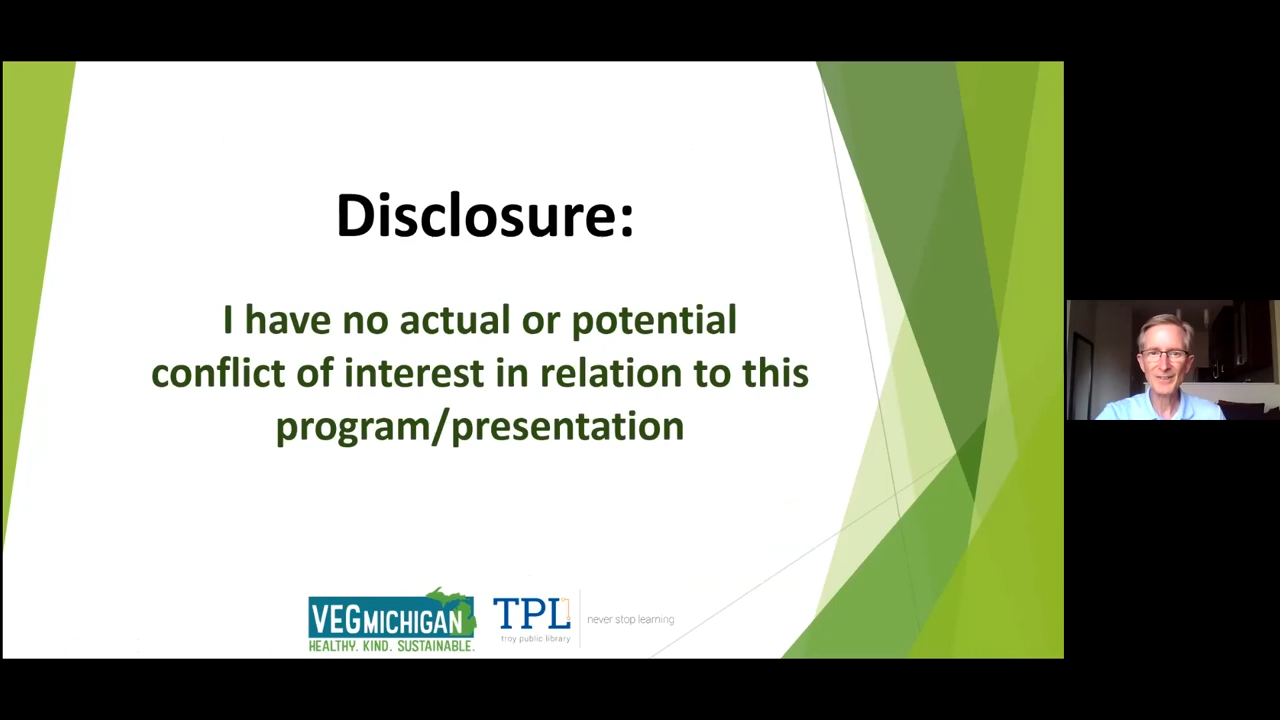 Disclosure:
I have no actual or potential
conflict of interest in relation to this
program/presentation
VEGMICHIGAN
HEALTHY. KIND. SUSTAINABLE.
TPL
troy public library
never stop learning